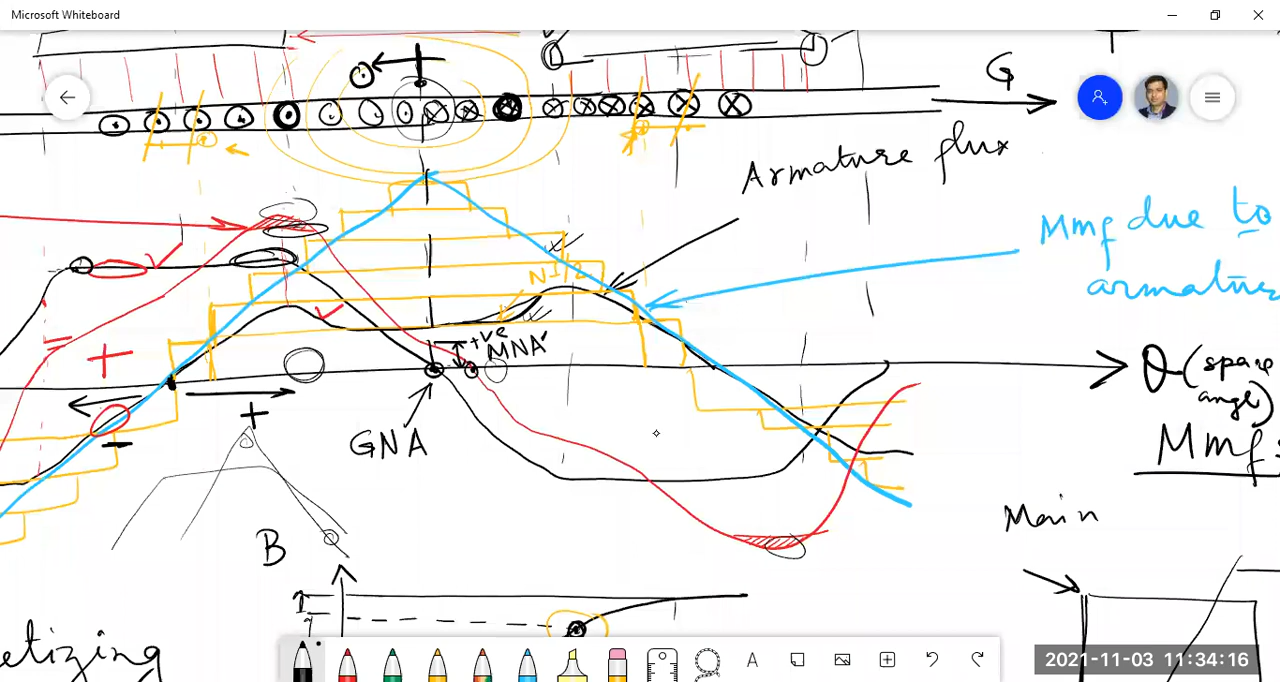 Microsoft Whiteboard
G
Armature flux
Mmf due to
armature
NI/2
+ve
MNA
+
+
-
GNA
θ (space
angle)
Mmf
Main
B
etizing
2021-11-03 11:34:16